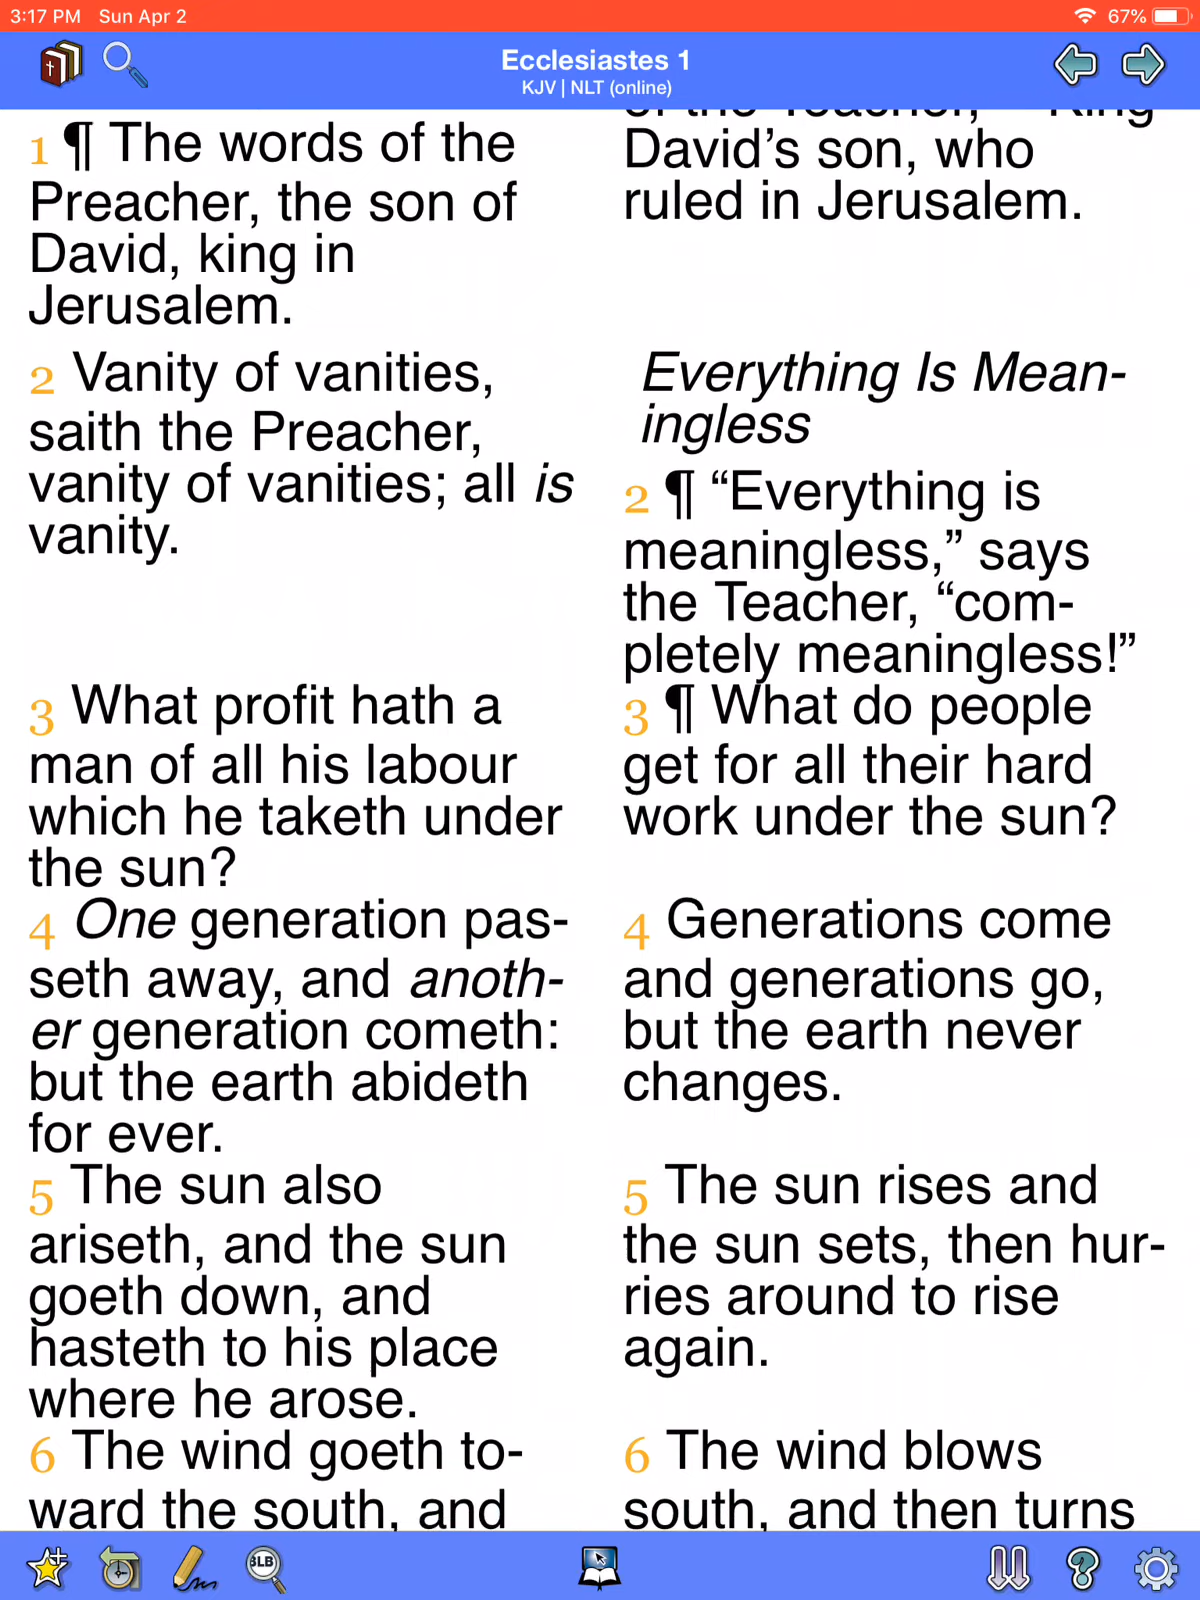 3:17 PM Sun Apr 2
67%
Ecclesiastes 1
KJV | NLT (online)
1 ¶ The words of the
Preacher, the son of
David, king in
Jerusalem.
2 Vanity of vanities,
saith the Preacher,
vanity of vanities; all is
vanity.
3 What profit hath a
man of all his labour
which he taketh under
the sun?
4 One generation pas-
seth away, and anoth-
er generation cometh:
but the earth abideth
for ever.
5 The sun also
ariseth, and the sun
goeth down, and
hasteth to his place
where he arose.
6 The wind goeth to-
ward the south, and
of the Teacher, King
David’s son, who
ruled in Jerusalem.
Everything Is Mean-
ingless
2 ¶ “Everything is
meaningless,” says
the Teacher, “com-
pletely meaningless!”
3 ¶ What do people
get for all their hard
work under the sun?
4 Generations come
and generations go,
but the earth never
changes.
5 The sun rises and
the sun sets, then hur-
ries around to rise
again.
6 The wind blows
south, and then turns
BLB